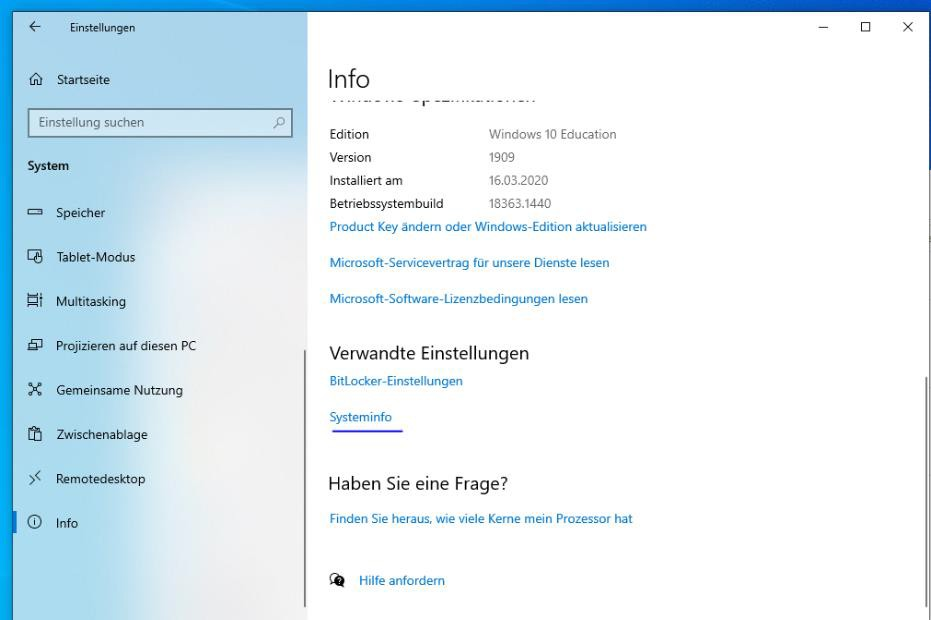 Einstellungen
Startseite
Einstellung suchen
System
Speicher
Tablet-Modus
Multitasking
Projizieren auf diesen PC
Gemeinsame Nutzung
Zwischenablage
Remotedesktop
Info
Info
Windows-Spezifikationen
Edition Windows 10 Education
Version 1909
Installiert am 16.03.2020
Betriebssystembuild 18363.1440
Product Key ändern oder Windows-Edition aktualisieren
Microsoft-Servicevertrag für unsere Dienste lesen
Microsoft-Software-Lizenzbedingungen lesen
Verwandte Einstellungen
BitLocker-Einstellungen
Systeminfo
Haben Sie eine Frage?
Finden Sie heraus, wie viele Kerne mein Prozessor hat
Hilfe anfordern